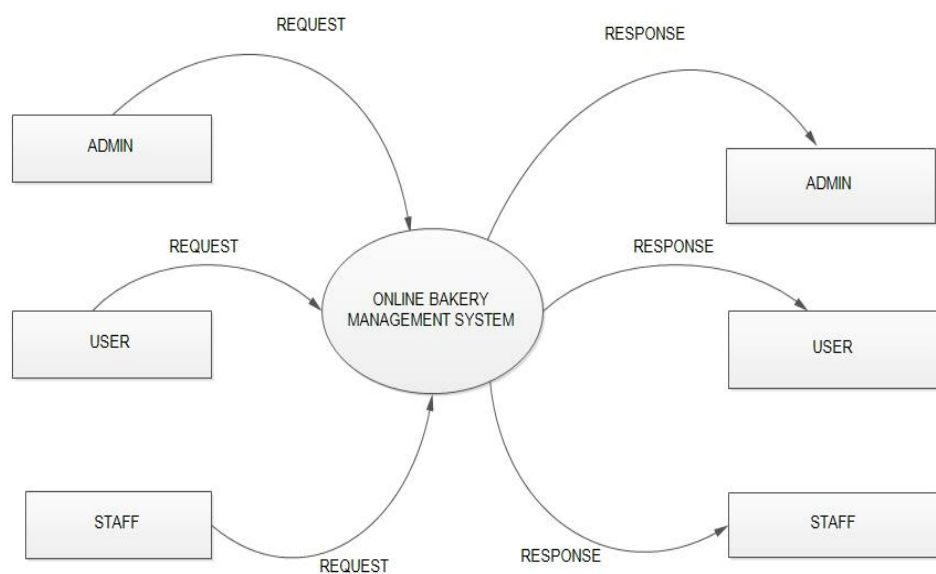 REQUEST
RESPONSE
ADMIN
ADMIN
REQUEST
RESPONSE
ONLINE BAKERY
MANAGEMENT SYSTEM
USER
USER
STAFF
STAFF
REQUEST
RESPONSE